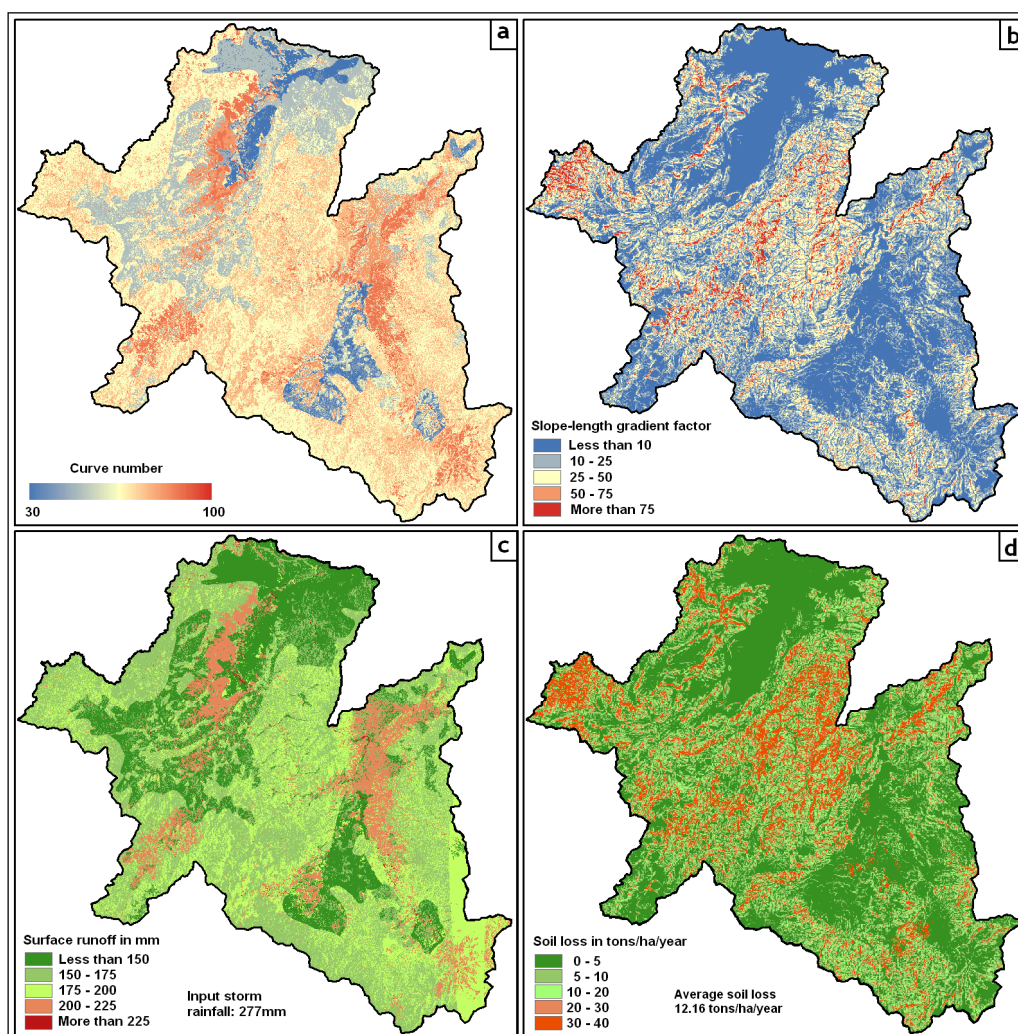 a
Curve number
30 100
b
Slope-length gradient factor
Less than 10
10 - 25
25 - 50
50 - 75
More than 75
c
Surface runoff in mm
Less than 150
150 - 175
175 - 200
200 - 225
More than 225
Input storm
rainfall: 277mm
d
Soil loss in tons/ha/year
0 - 5
5 - 10
10 - 20
20 - 30
30 - 40
Average soil loss
12.16 tons/ha/year